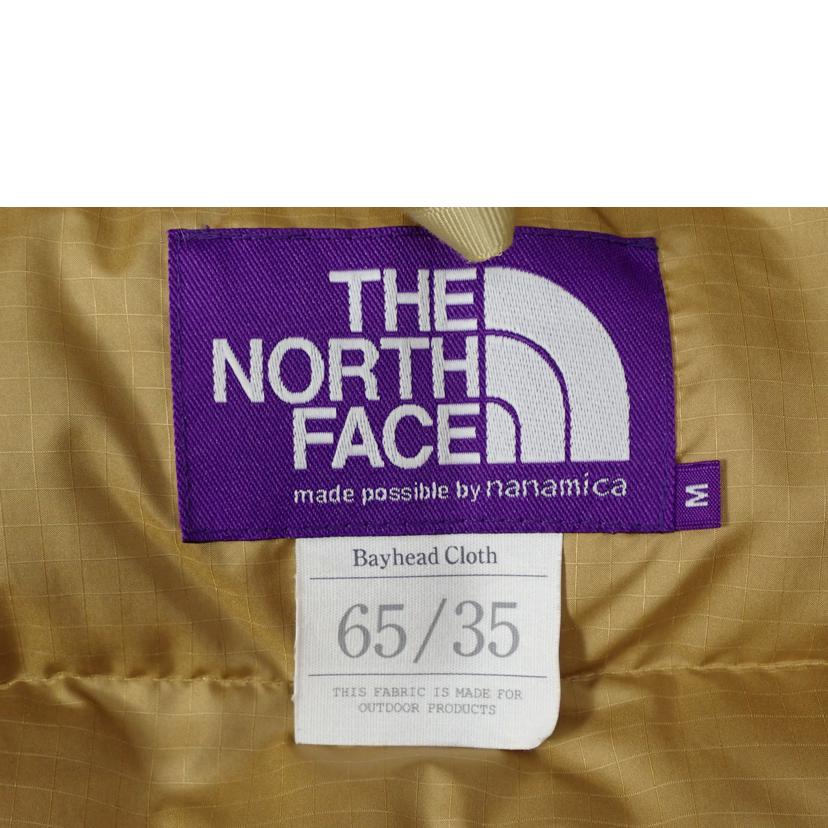 THE
NORTH
FACE
made possible by nanamica
M
Bayhead Cloth
65/35
THIS FABRIC IS MADE FOR
OUTDOOR PRODUCTS